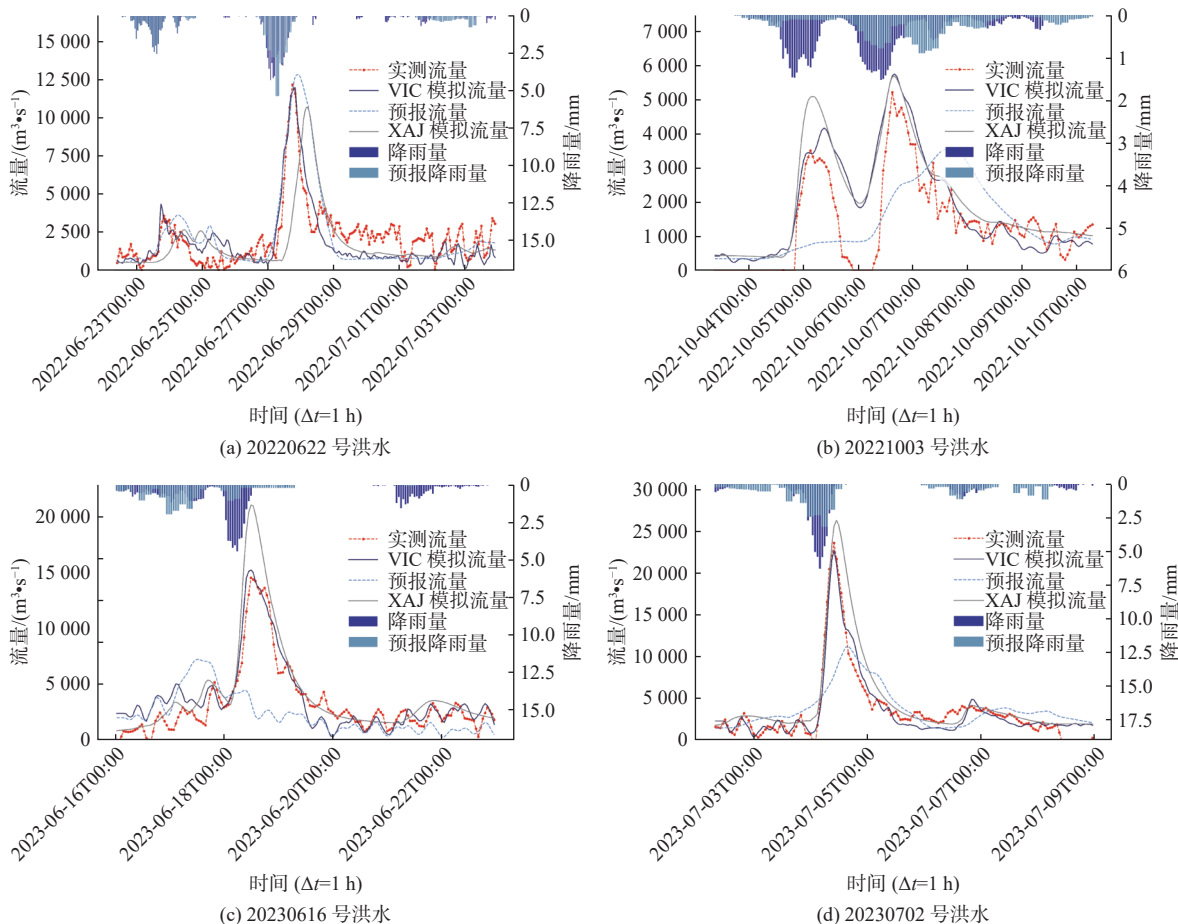 15 000
12 500
10 000
7 500
5 000
2 500
0
流量/(m³•s⁻¹)
0
2.5
5.0
7.5
10.0
12.5
15.0
降雨量/mm
实测流量
VIC 模拟流量
预报流量
XAJ 模拟流量
降雨量
预报降雨量
2022-06-23T00:00
2022-06-25T00:00
2022-06-27T00:00
2022-06-29T00:00
2022-07-01T00:00
2022-07-03T00:00
时间 (Δt=1 h)
(a) 20220622 号洪水
7 000
6 000
5 000
4 000
3 000
2 000
1 000
0
流量/(m³•s⁻¹)
0
1
2
3
4
5
6
降雨量/mm
实测流量
VIC 模拟流量
预报流量
XAJ 模拟流量
降雨量
预报降雨量
2022-10-04T00:00
2022-10-05T00:00
2022-10-06T00:00
2022-10-07T00:00
2022-10-08T00:00
2022-10-09T00:00
2022-10-10T00:00
时间 (Δt=1 h)
(b) 20221003 号洪水
20 000
15 000
10 000
5 000
0
流量/(m³•s⁻¹)
0
2.5
5.0
7.5
10.0
12.5
15.0
降雨量/mm
实测流量
VIC 模拟流量
预报流量
XAJ 模拟流量
降雨量
预报降雨量
2023-06-16T00:00
2023-06-18T00:00
2023-06-20T00:00
2023-06-22T00:00
时间 (Δt=1 h)
(c) 20230616 号洪水
30 000
25 000
20 000
15 000
10 000
5 000
0
流量/(m³•s⁻¹)
0
2.5
5.0
7.5
10.0
12.5
15.0
17.5
降雨量/mm
实测流量
VIC 模拟流量
预报流量
XAJ 模拟流量
降雨量
预报降雨量
2023-07-03T00:00
2023-07-05T00:00
2023-07-07T00:00
2023-07-09T00:00
时间 (Δt=1 h)
(d) 20230702 号洪水